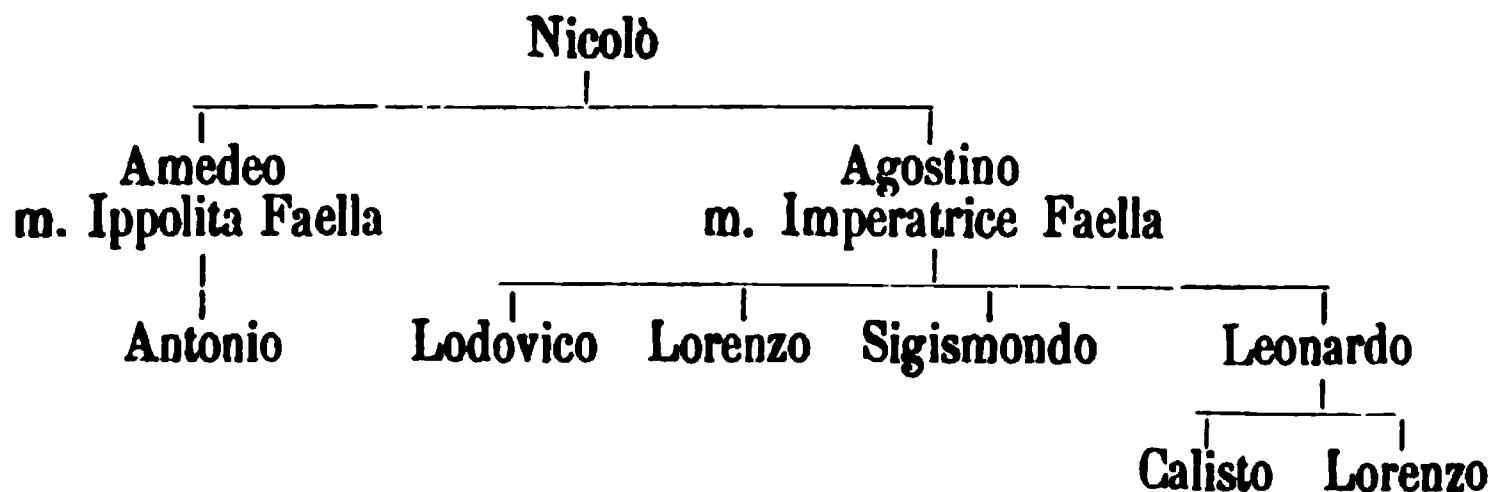 Nicolò
Amedeo Agostino
m. Ippolita Faella m. Imperatrice Faella
Antonio Lodovico Lorenzo Sigismondo Leonardo
Calisto Lorenzo